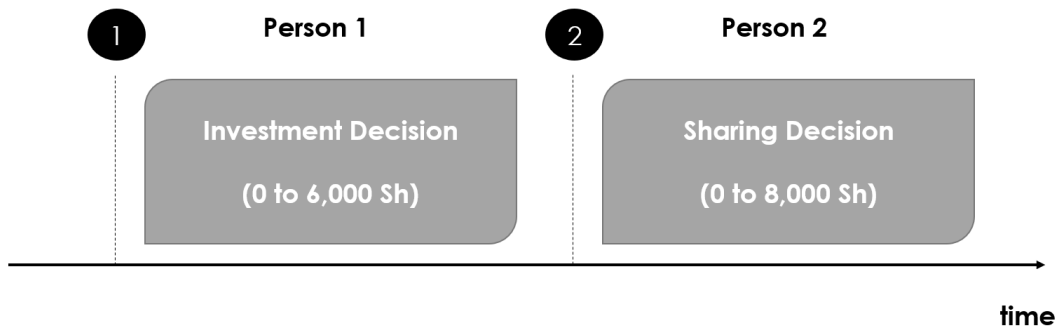 1
Person 1
2
Person 2
Investment Decision
(0 to 6,000 Sh)
Sharing Decision
(0 to 8,000 Sh)
time